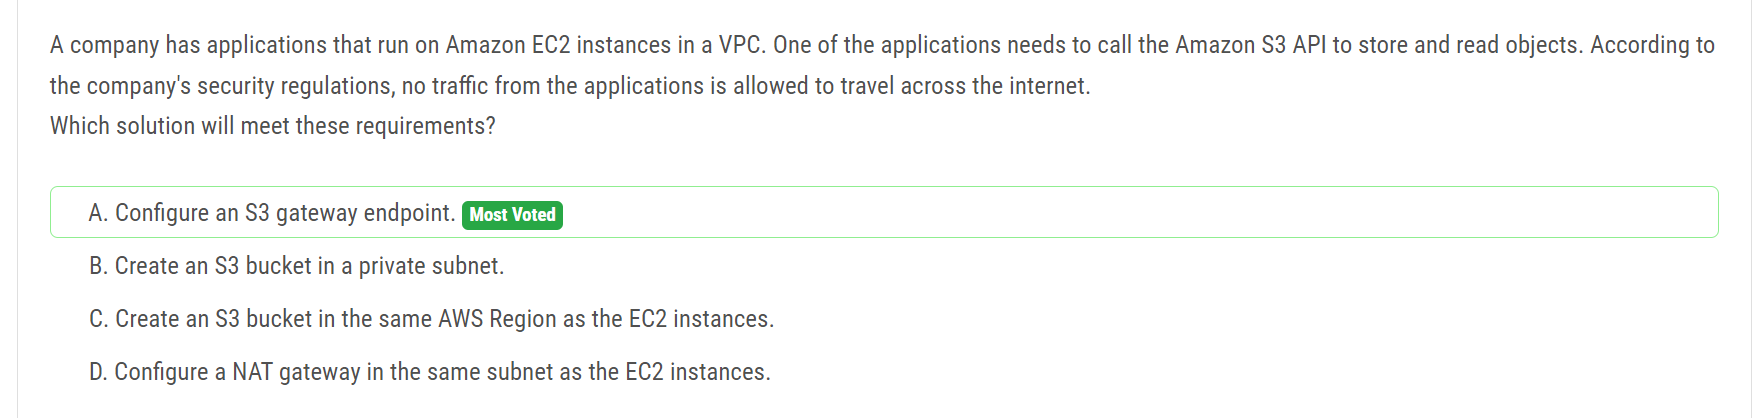 A company has applications that run on Amazon EC2 instances in a VPC. One of the applications needs to call the Amazon S3 API to store and read objects. According to
the company's security regulations, no traffic from the applications is allowed to travel across the internet.
Which solution will meet these requirements?
A. Configure an S3 gateway endpoint. Most Voted
B. Create an S3 bucket in a private subnet.
C. Create an S3 bucket in the same AWS Region as the EC2 instances.
D. Configure a NAT gateway in the same subnet as the EC2 instances.